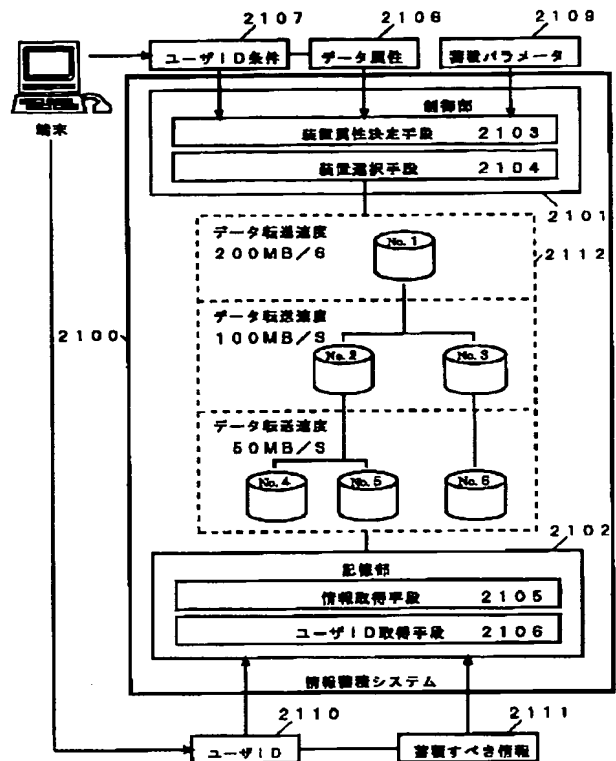 2107 2108 2109
ユーザID条件 データ属性 蓄積パラメータ
端末
制御部
装置属性決定手段 2103
装置選択手段 2104
2101
データ転送速度
200MB/S
No.1
2112
2100
データ転送速度
100MB/S
No.2 No.3
データ転送速度
50MB/S
No.4 No.5 No.6
2102
記憶部
情報取得手段 2105
ユーザID取得手段 2106
情報蓄積システム
2110 2111
ユーザID 蓄積すべき情報